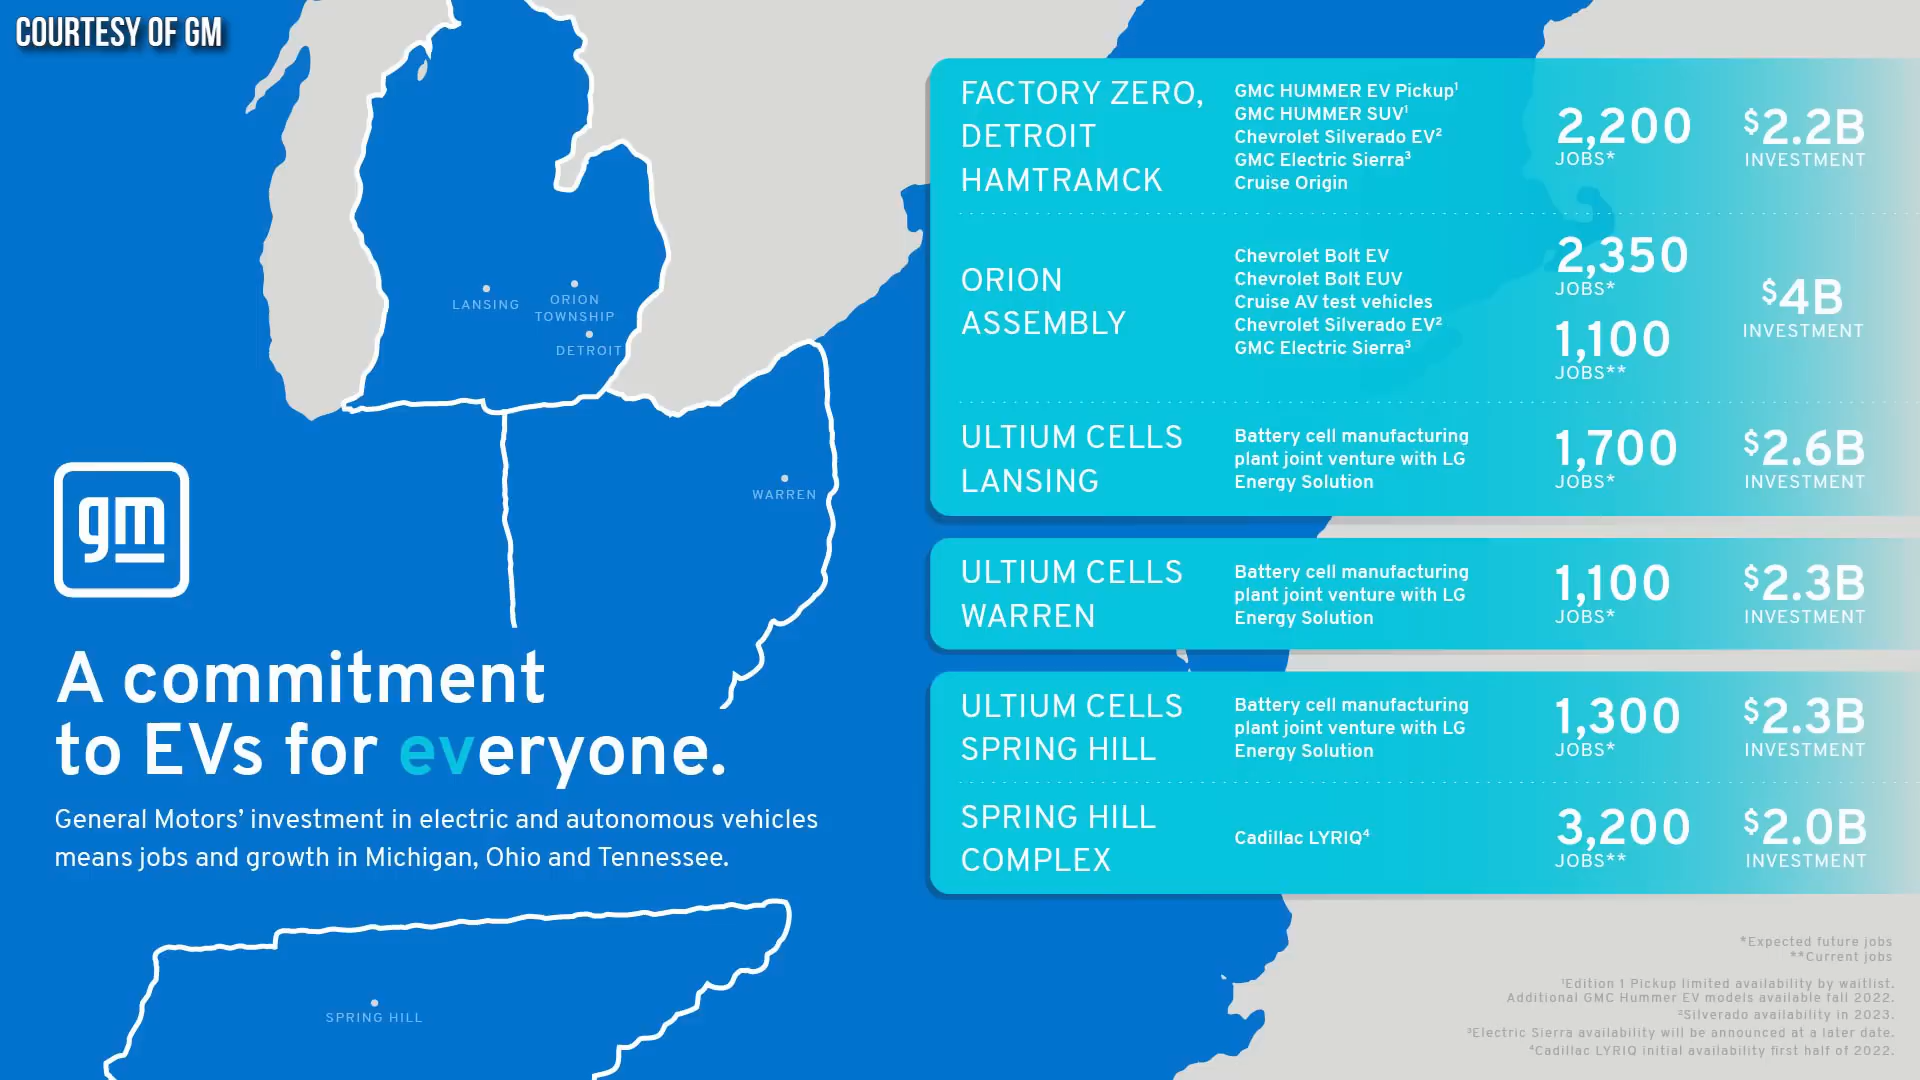 COURTESY OF GM
LANSING
ORION
TOWNSHIP
DETROIT
WARREN
gm
A commitment
to EVs for everyone.
General Motors’ investment in electric and autonomous vehicles
means jobs and growth in Michigan, Ohio and Tennessee.
SPRING HILL
FACTORY ZERO,
DETROIT
HAMTRAMCK
GMC HUMMER EV Pickup¹
GMC HUMMER SUV¹
Chevrolet Silverado EV²
GMC Electric Sierra³
Cruise Origin
2,200
JOBS*
$2.2B
INVESTMENT
ORION
ASSEMBLY
Chevrolet Bolt EV
Chevrolet Bolt EUV
Cruise AV test vehicles
Chevrolet Silverado EV²
GMC Electric Sierra³
2,350
JOBS*
1,100
JOBS**
$4B
INVESTMENT
ULTIUM CELLS
LANSING
Battery cell manufacturing
plant joint venture with LG
Energy Solution
1,700
JOBS*
$2.6B
INVESTMENT
ULTIUM CELLS
WARREN
Battery cell manufacturing
plant joint venture with LG
Energy Solution
1,100
JOBS*
$2.3B
INVESTMENT
ULTIUM CELLS
SPRING HILL
Battery cell manufacturing
plant joint venture with LG
Energy Solution
1,300
JOBS*
$2.3B
INVESTMENT
SPRING HILL
COMPLEX
Cadillac LYRIQ⁴
3,200
JOBS**
$2.0B
INVESTMENT
*Expected future jobs
**Current jobs
¹Edition 1 Pickup limited availability by waitlist.
Additional GMC Hummer EV models available fall 2022.
²Silverado availability in 2023.
³Electric Sierra availability will be announced at a later date.
⁴Cadillac LYRIQ initial availability first half of 2022.